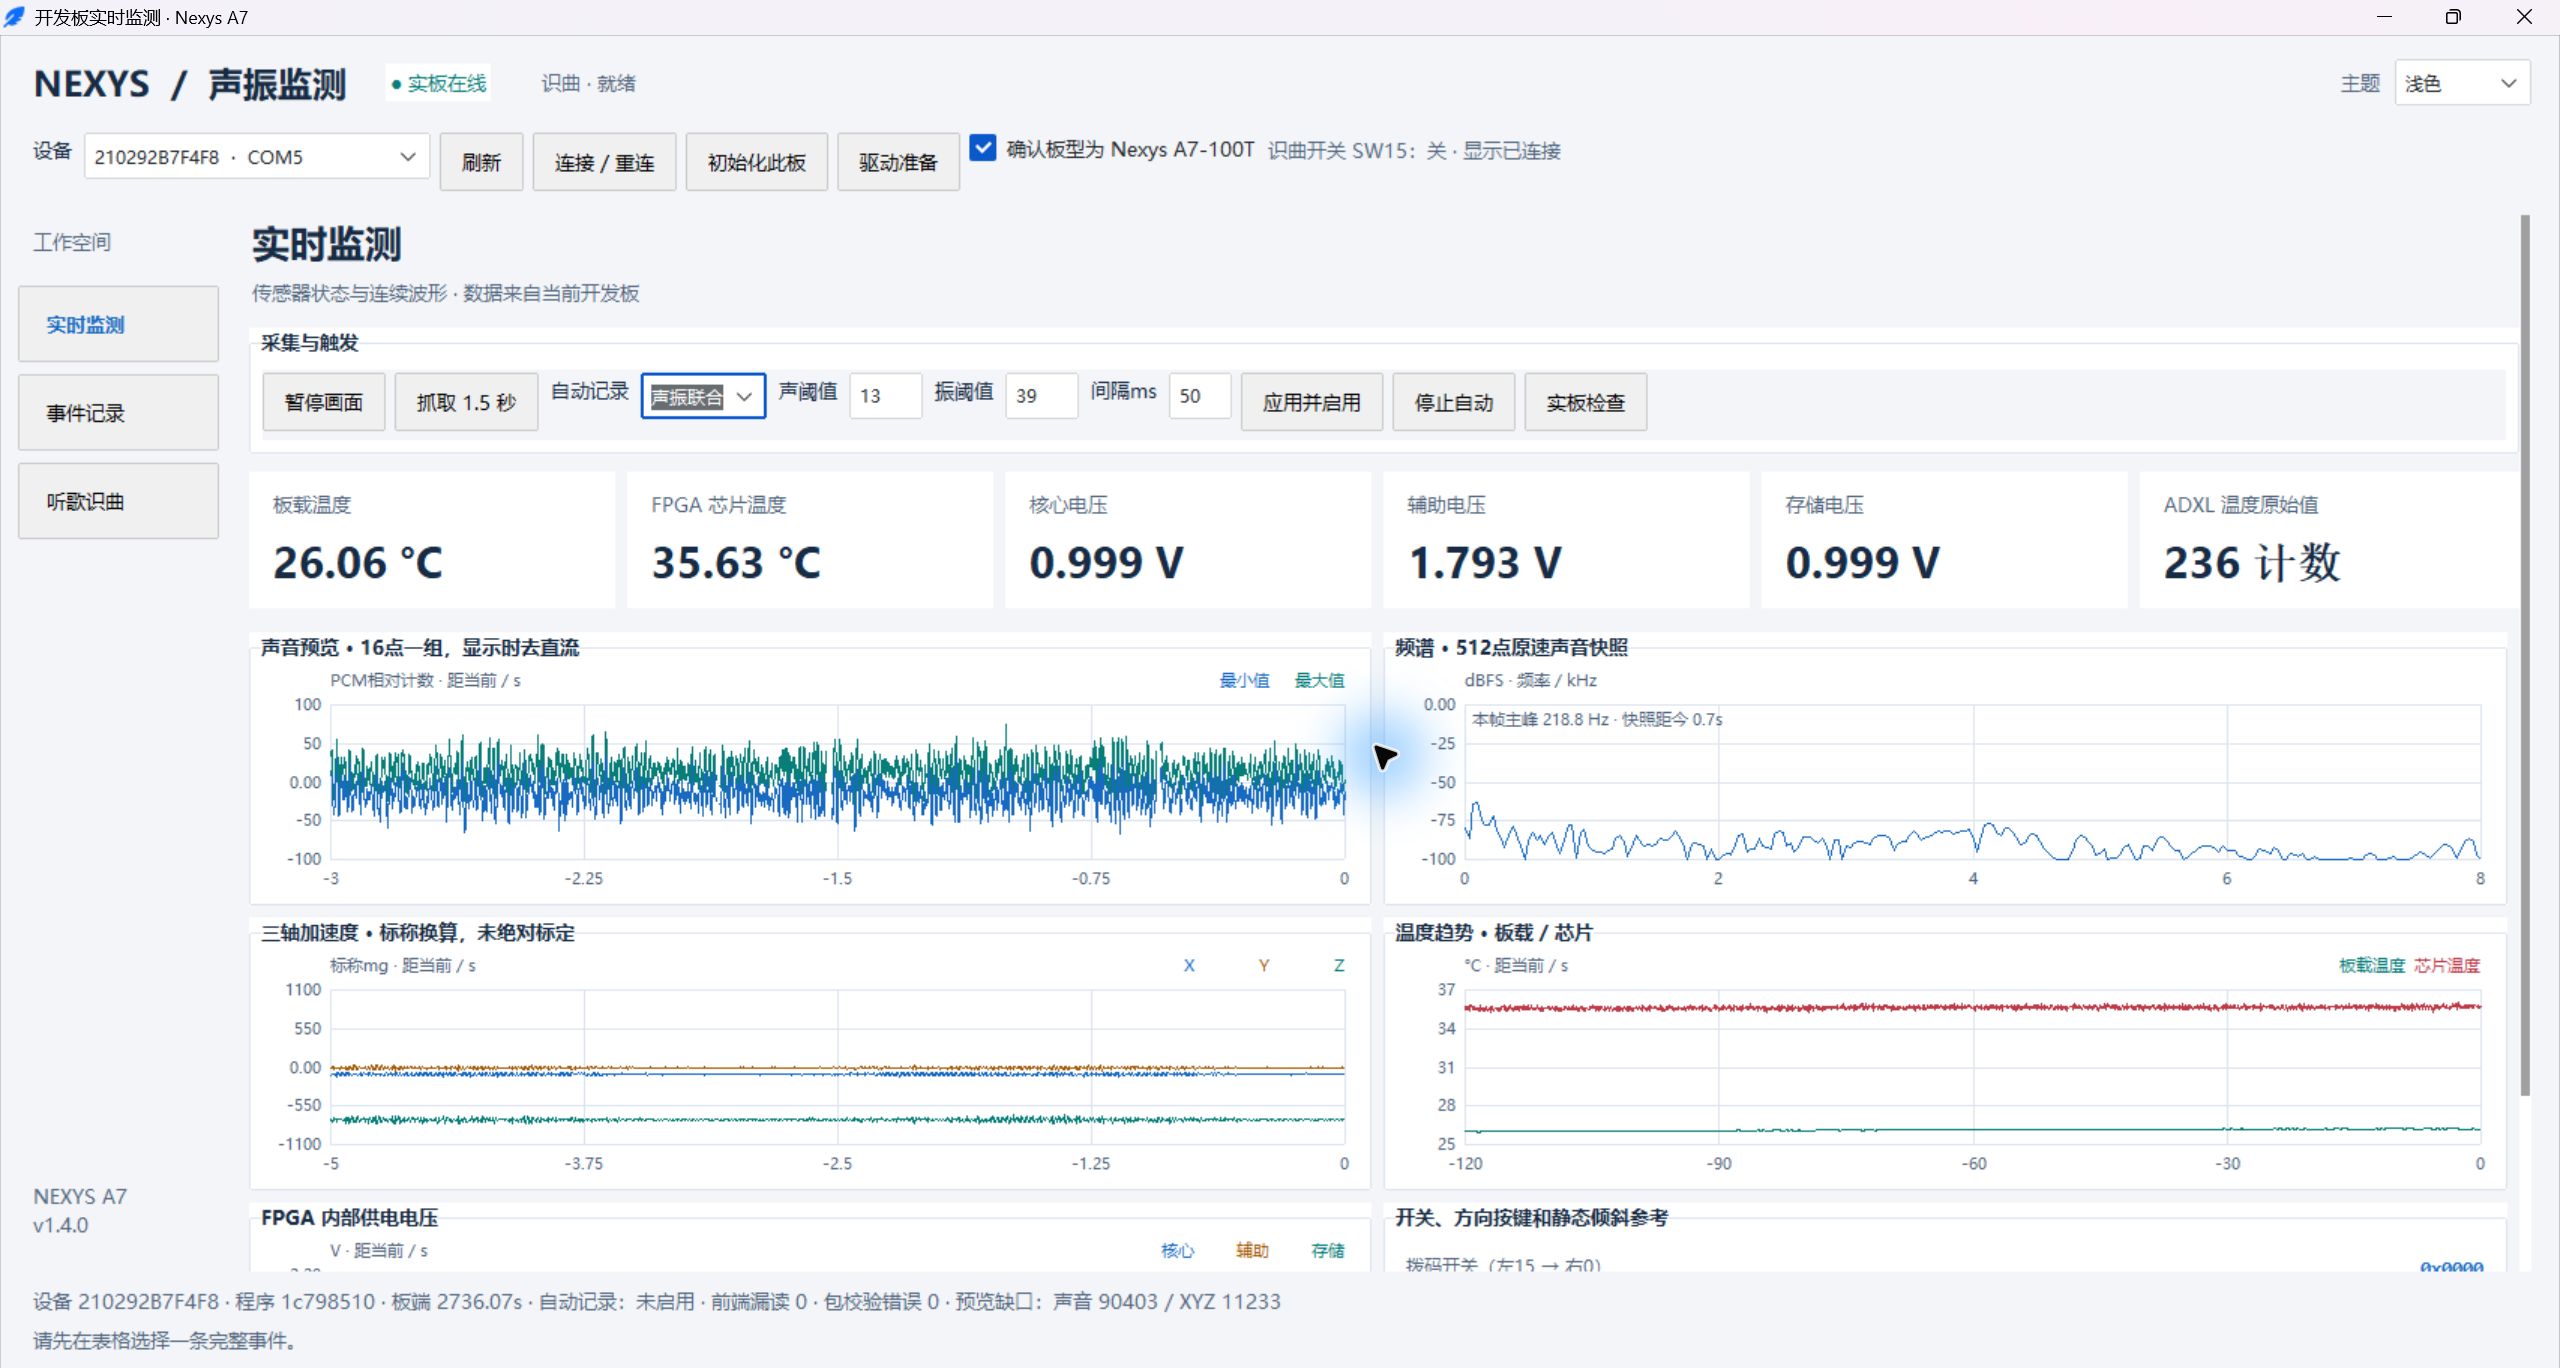 开发板实时监测 · Nexys A7
NEXYS / 声振监测
● 实板在线
识曲 · 就绪
主题
浅色
设备
210292B7F4F8 · COM5
刷新
连接 / 重连
初始化此板
驱动准备
确认板型为 Nexys A7-100T
识曲开关 SW15：关 · 显示已连接
工作空间
实时监测
事件记录
听歌识曲
NEXYS A7
v1.4.0
实时监测
传感器状态与连续波形 · 数据来自当前开发板
采集与触发
暂停画面
抓取 1.5 秒
自动记录
声振联合
声阈值
13
振阈值
39
间隔ms
50
应用并启用
停止自动
实板检查
板载温度
26.06 °C
FPGA 芯片温度
35.63 °C
核心电压
0.999 V
辅助电压
1.793 V
存储电压
0.999 V
ADXL 温度原始值
236 计数
声音预览 • 16点一组，显示时去直流
PCM相对计数 · 距当前 / s
最小值
最大值
100
50
0.00
-50
-100
-3
-2.25
-1.5
-0.75
0
频谱 • 512点原速声音快照
dBFS · 频率 / kHz
本帧主峰 218.8 Hz · 快照距今 0.7s
0.00
-25
-50
-75
-100
0
2
4
6
8
三轴加速度 • 标称换算，未绝对标定
标称mg · 距当前 / s
X
Y
Z
1100
550
0.00
-550
-1100
-5
-3.75
-2.5
-1.25
0
温度趋势 • 板载 / 芯片
°C · 距当前 / s
板载温度
芯片温度
37
34
31
28
25
-120
-90
-60
-30
0
FPGA 内部供电电压
V · 距当前 / s
核心
辅助
存储
开关、方向按键和静态倾斜参考
拨码开关（左15 → 右0）
0x0000
设备 210292B7F4F8 · 程序 1c798510 · 板端 2736.07s · 自动记录：未启用 · 前端漏读 0 · 包校验错误 0 · 预览缺口：声音 90403 / XYZ 11233
请先在表格选择一条完整事件。